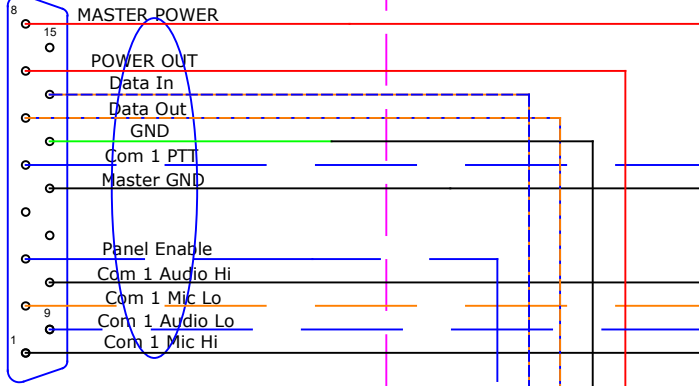 8
MASTER POWER
15
POWER OUT
Data In
Data Out
GND
Com 1 PTT
Master GND
Panel Enable
Com 1 Audio Hi
Com 1 Mic Lo
9
Com 1 Audio Lo
1
Com 1 Mic Hi